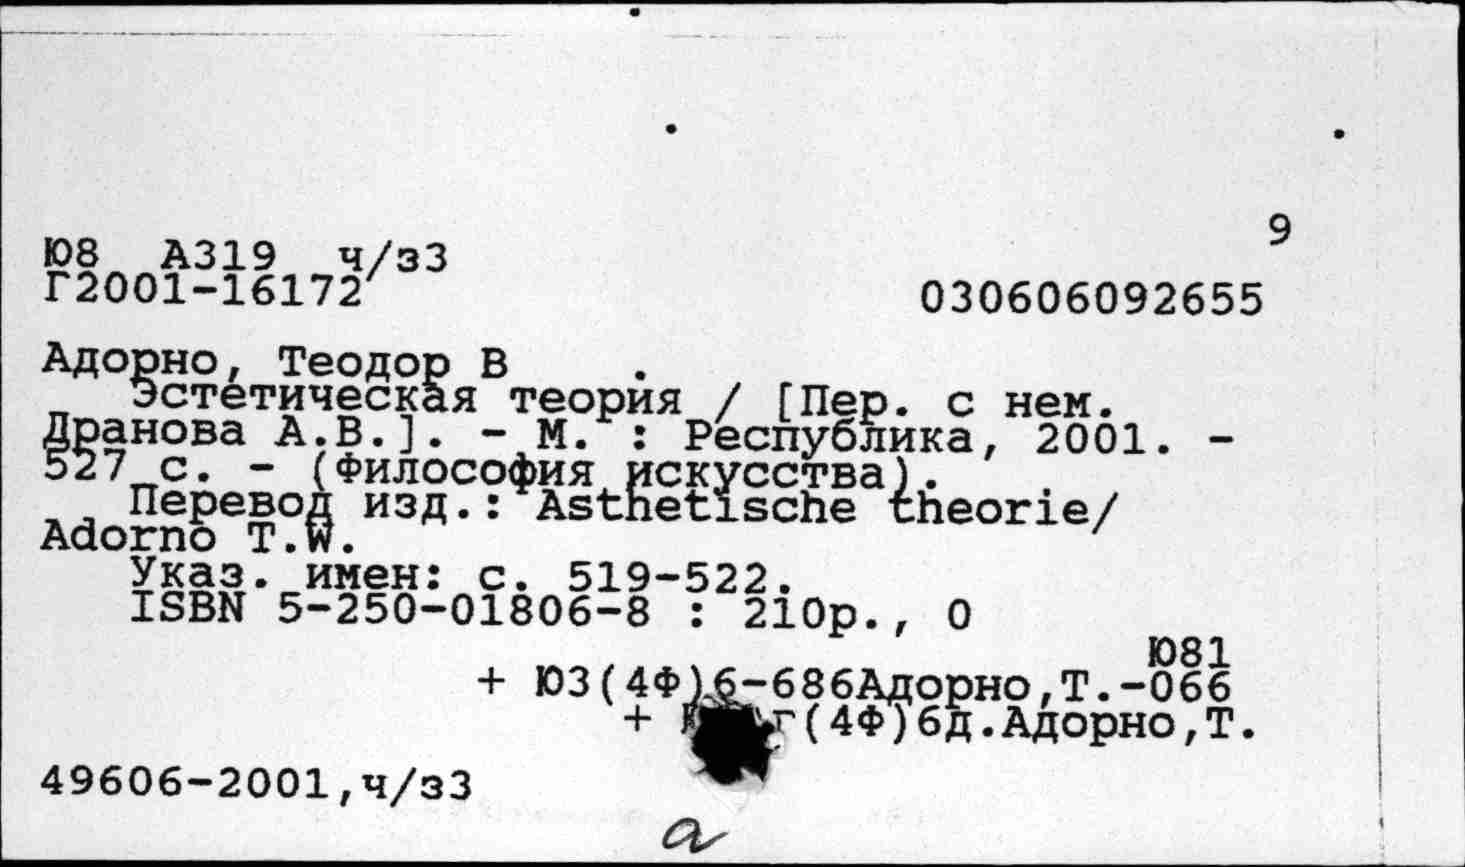 9
Ю8 А319 ч/з3
Г2001-16172
030606092655
Адорно, Теодор В .
Эстетическая теория / [Пер. с нем.
Дранова А.В.]. - М. : Республика, 2001. -
527 с. - (Философия искусства).
Перевод изд.: Asthetische theorie/
Adorno T.W.
Указ. имен: с. 519-522.
ISBN 5-250-01806-8 : 210р., 0
Ю81
+ Ю3(4Ф)6-686Адорно,Т.-066
+ г(4Ф)6д.Адорно,Т.
49606-2001,ч/з3
а